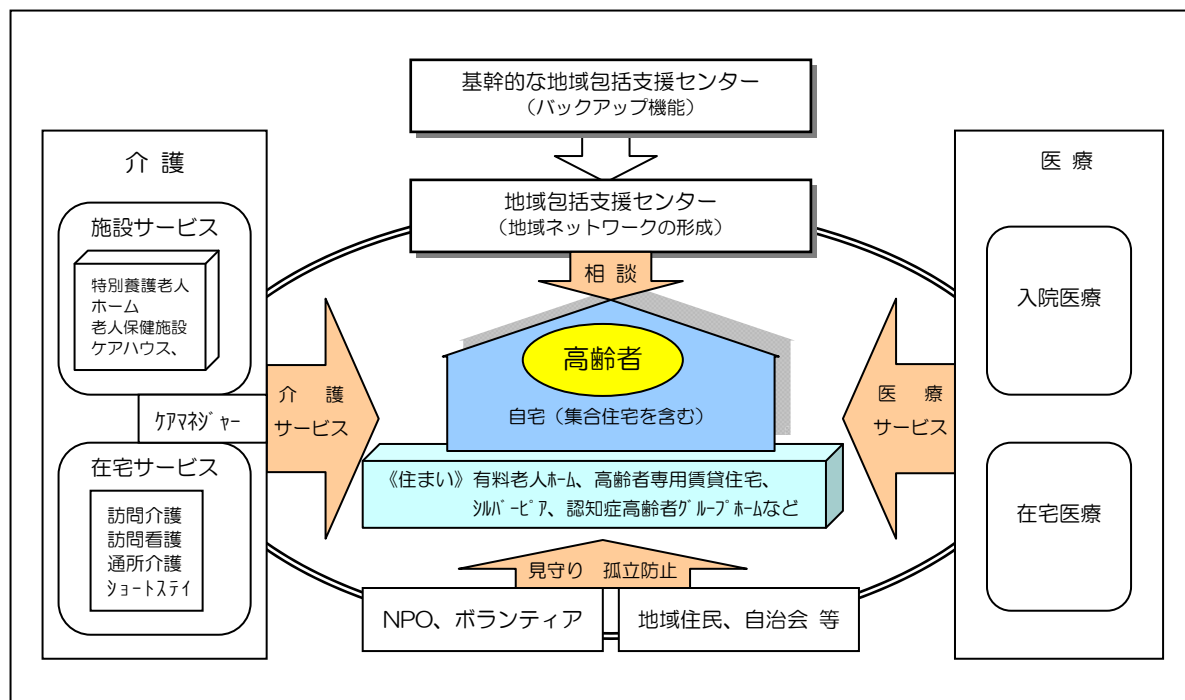 基幹的な地域包括支援センター
（バックアップ機能）
地域包括支援センター
（地域ネットワークの形成）
相 談
介 護
施設サービス
特別養護老人
ホーム
老人保健施設
ケアハウス、
ｹｱﾏﾈｼﾞｬｰ
在宅サービス
訪問介護
訪問看護
通所介護
ｼｮｰﾄｽﾃｲ
介 護
サービス
高齢者
自宅（集合住宅を含む）
《住まい》有料老人ﾎｰﾑ、高齢者専用賃貸住宅、
ｼﾙﾊﾞｰﾋﾟｱ、認知症高齢者ｸﾞﾙｰﾌﾟﾎｰﾑなど
見守り 孤立防止
NPO、ボランティア
地域住民、自治会 等
医 療
サービス
医 療
入院医療
在宅医療